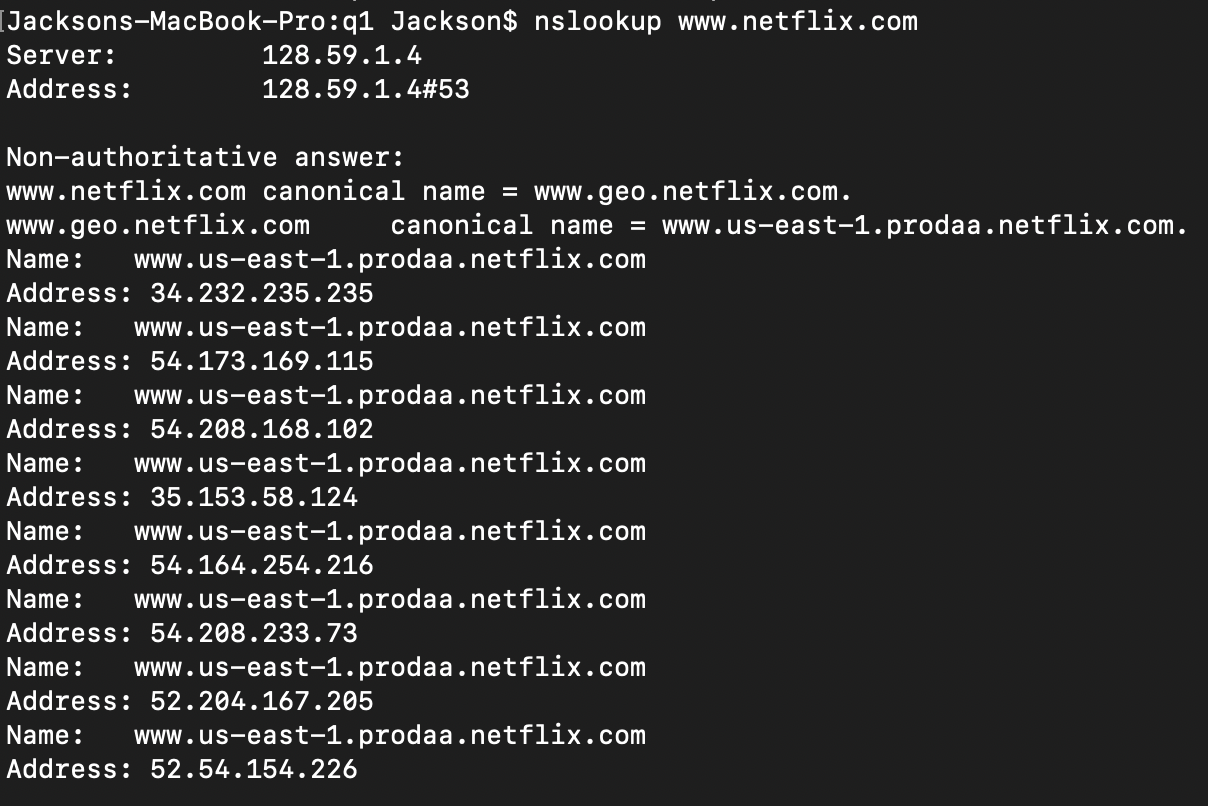 [Jacksons-MacBook-Pro:q1 Jackson$ nslookup www.netflix.com
Server:         128.59.1.4
Address:        128.59.1.4#53

Non-authoritative answer:
www.netflix.com canonical name = www.geo.netflix.com.
www.geo.netflix.com     canonical name = www.us-east-1.prodaa.netflix.com.
Name:   www.us-east-1.prodaa.netflix.com
Address: 34.232.235.235
Name:   www.us-east-1.prodaa.netflix.com
Address: 54.173.169.115
Name:   www.us-east-1.prodaa.netflix.com
Address: 54.208.168.102
Name:   www.us-east-1.prodaa.netflix.com
Address: 35.153.58.124
Name:   www.us-east-1.prodaa.netflix.com
Address: 54.164.254.216
Name:   www.us-east-1.prodaa.netflix.com
Address: 54.208.233.73
Name:   www.us-east-1.prodaa.netflix.com
Address: 52.204.167.205
Name:   www.us-east-1.prodaa.netflix.com
Address: 52.54.154.226